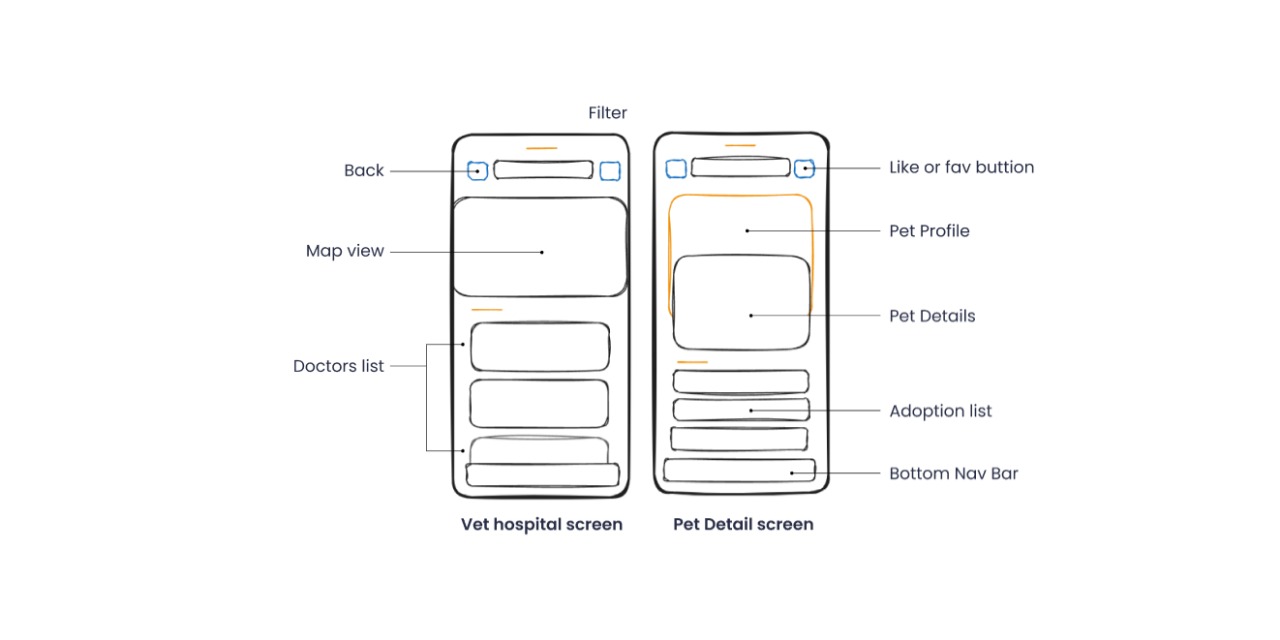 Filter
Back
Map view
Doctors list
Like or fav buttion
Pet Profile
Pet Details
Adoption list
Bottom Nav Bar
Vet hospital screen
Pet Detail screen